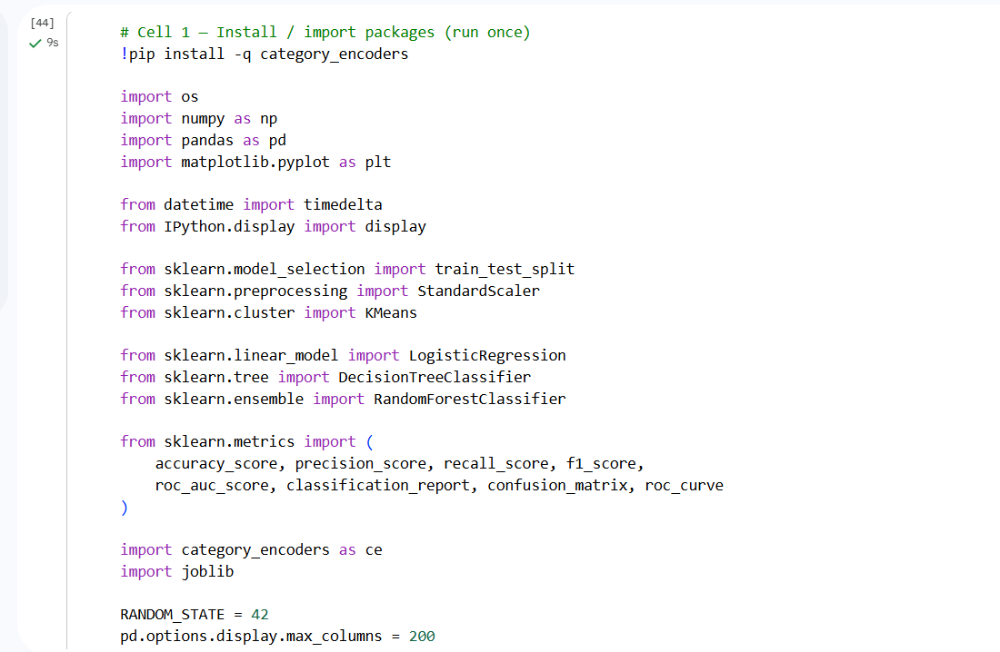 [44]
9s
# Cell 1 — Install / import packages (run once)
!pip install -q category_encoders
import os
import numpy as np
import pandas as pd
import matplotlib.pyplot as plt
from datetime import timedelta
from IPython.display import display
from sklearn.model_selection import train_test_split
from sklearn.preprocessing import StandardScaler
from sklearn.cluster import KMeans
from sklearn.linear_model import LogisticRegression
from sklearn.tree import DecisionTreeClassifier
from sklearn.ensemble import RandomForestClassifier
from sklearn.metrics import (
    accuracy_score, precision_score, recall_score, f1_score,
    roc_auc_score, classification_report, confusion_matrix, roc_curve
)
import category_encoders as ce
import joblib
RANDOM_STATE = 42
pd.options.display.max_columns = 200